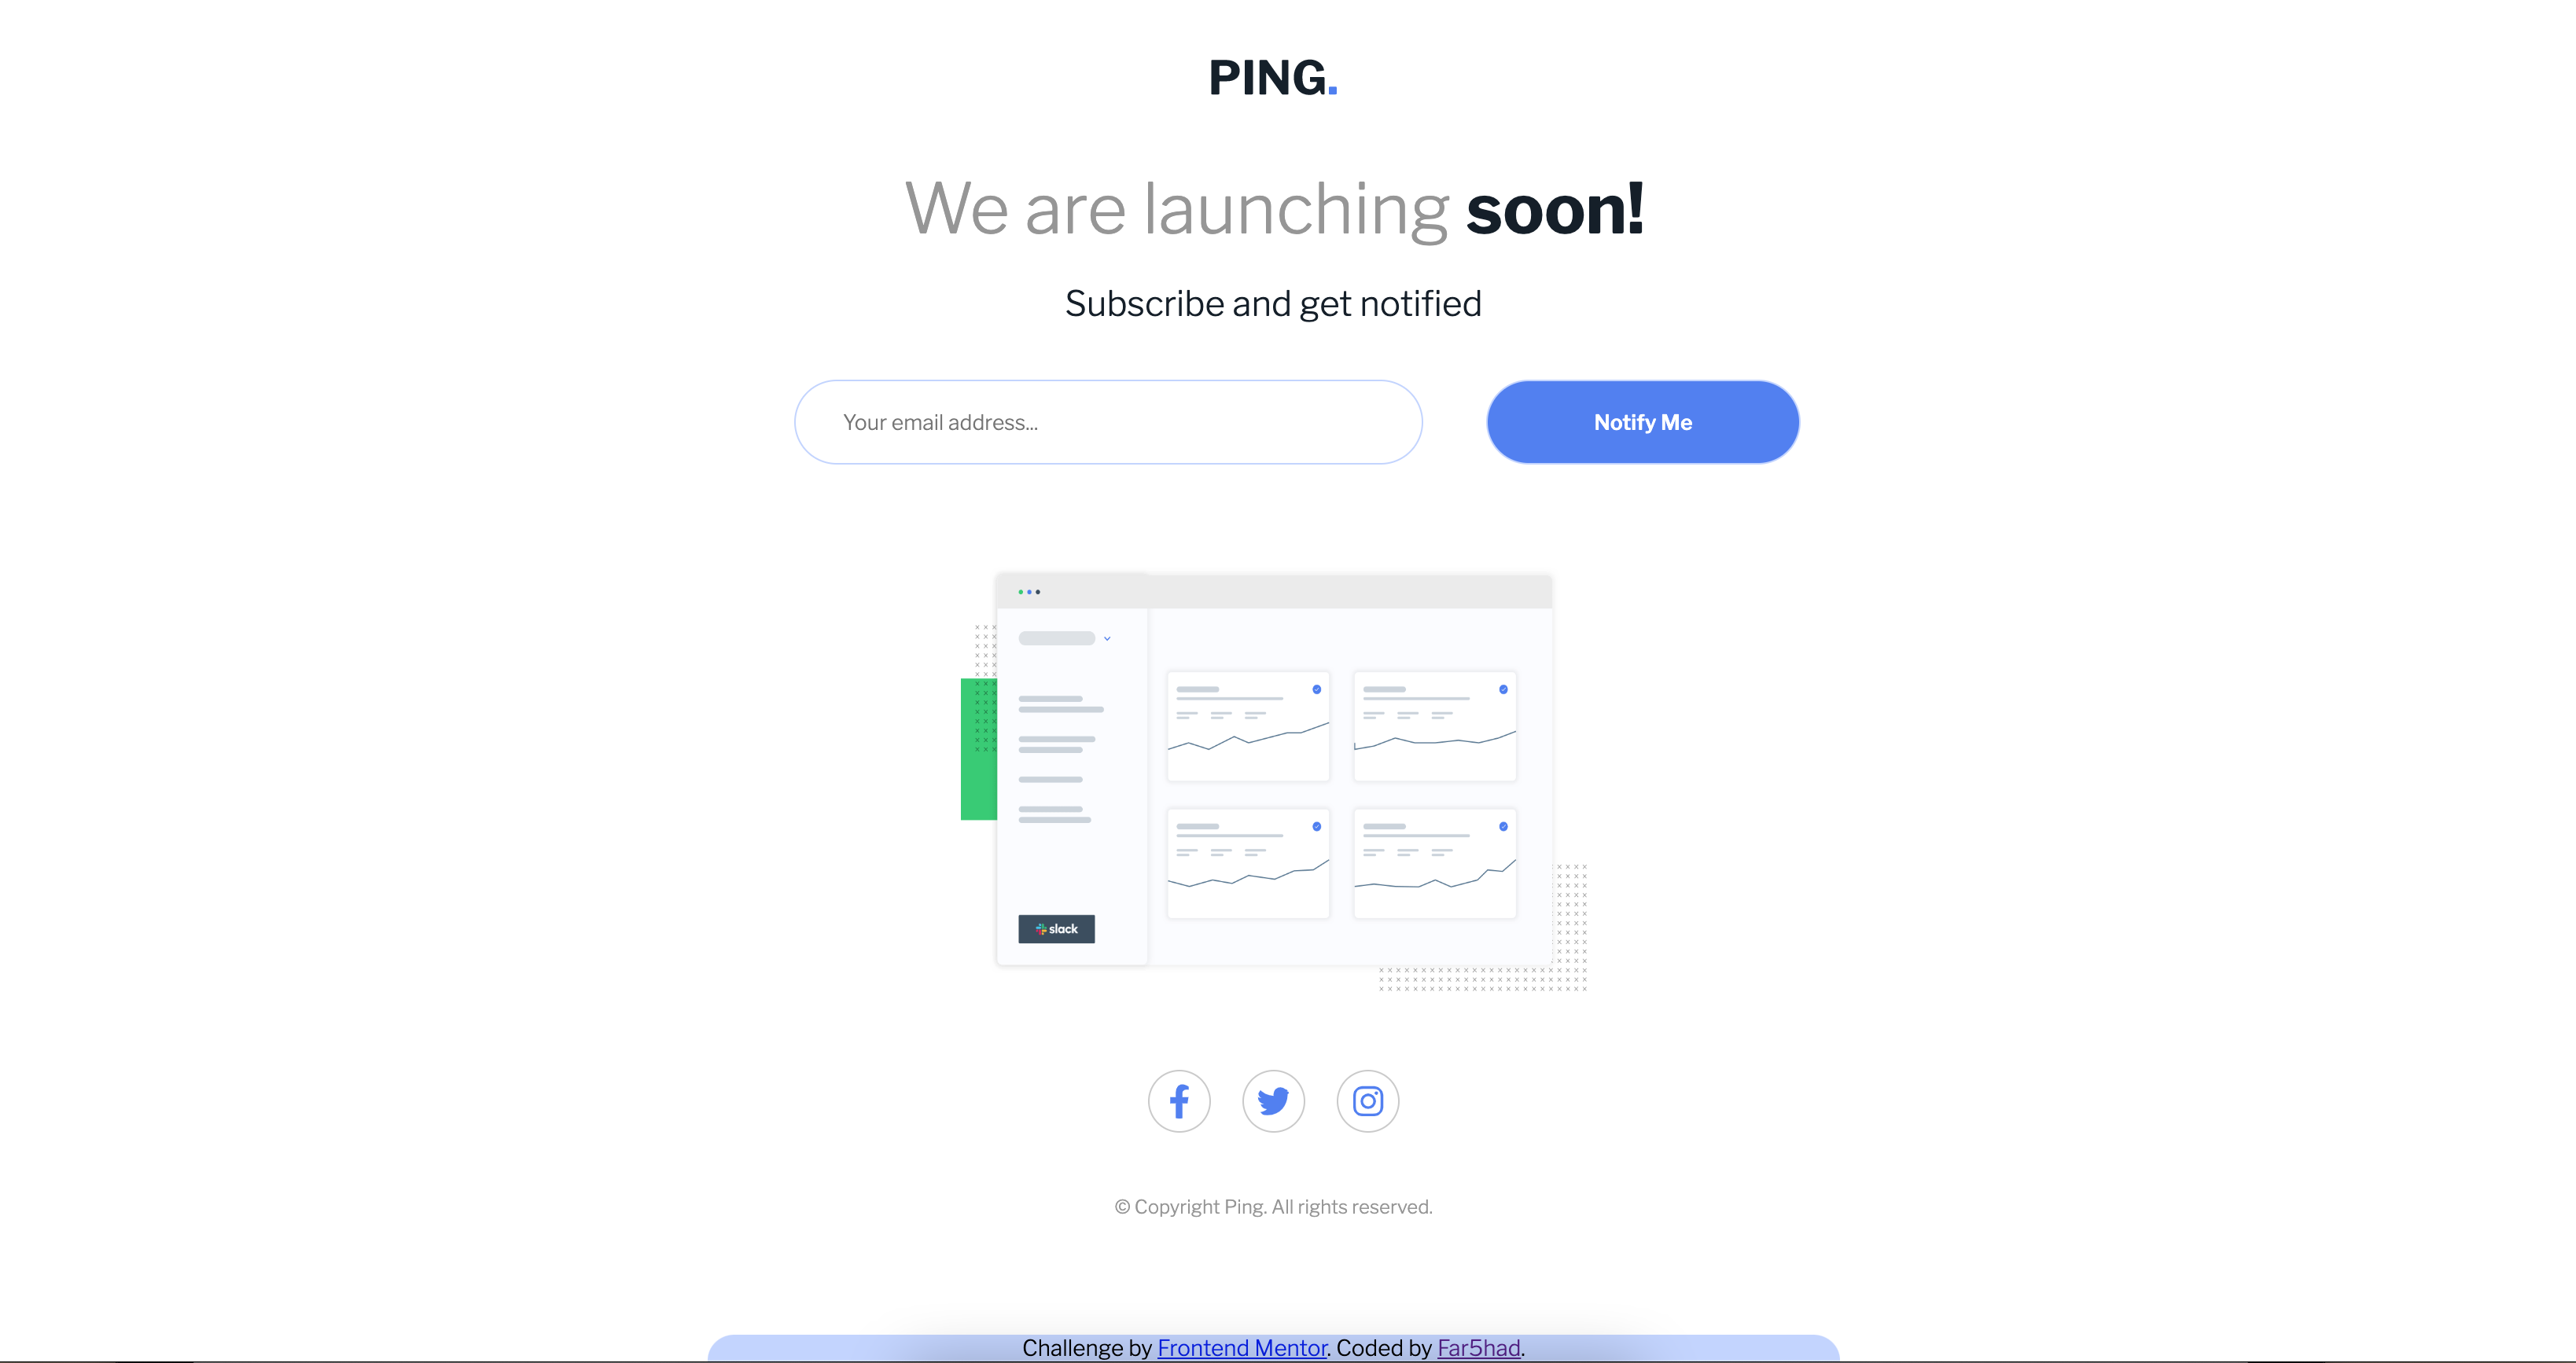 PING.
We are launching soon!
Subscribe and get notified
Your email address...
Notify Me
slack
© Copyright Ping. All rights reserved.
Challenge by Frontend Mentor. Coded by Far5had.